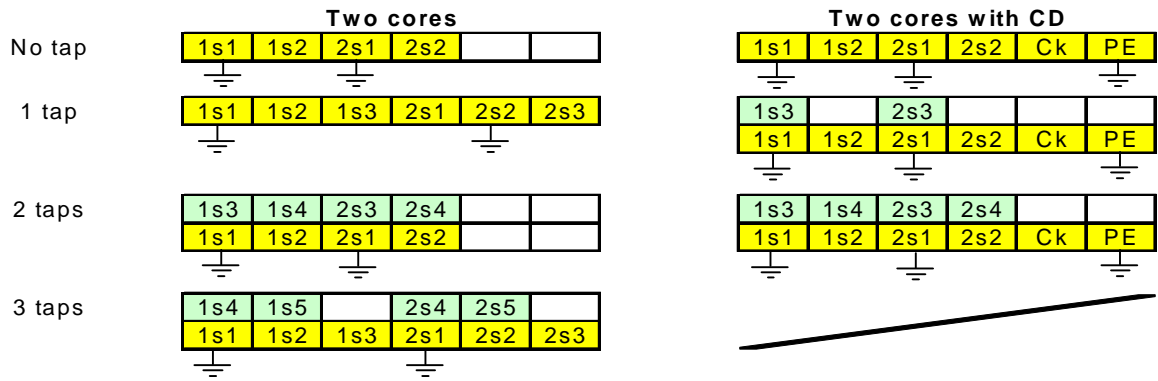 Two cores Two cores with CD
No tap 1s1 1s2 2s1 2s2 1s1 1s2 2s1 2s2 Ck PE
1 tap 1s1 1s2 1s3 2s1 2s2 2s3 1s3 2s3
1s1 1s2 2s1 2s2 Ck PE
2 taps 1s3 1s4 2s3 2s4 1s3 1s4 2s3 2s4
1s1 1s2 2s1 2s2 1s1 1s2 2s1 2s2 Ck PE
3 taps 1s4 1s5 2s4 2s5
1s1 1s2 1s3 2s1 2s2 2s3